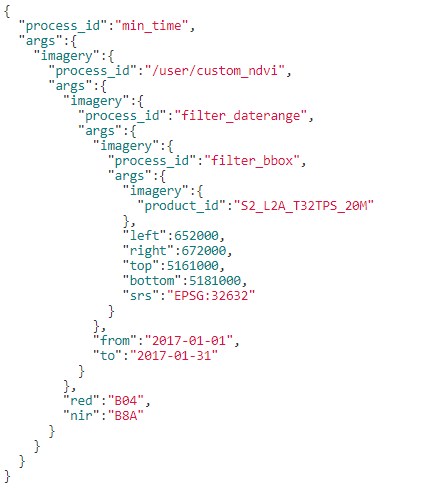 {
  "process_id":"min_time",
  "args":{
    "imagery":{
      "process_id":"/user/custom_ndvi",
      "args":{
        "imagery":{
          "process_id":"filter_daterange",
          "args":{
            "imagery":{
              "process_id":"filter_bbox",
              "args":{
                "imagery":{
                  "product_id":"S2_L2A_T32TPS_20M"
                },
                "left":652000,
                "right":672000,
                "top":5161000,
                "bottom":5181000,
                "srs":"EPSG:32632"
              }
            },
            "from":"2017-01-01",
            "to":"2017-01-31"
          }
        },
        "red":"B04",
        "nir":"B8A"
      }
    }
  }
}